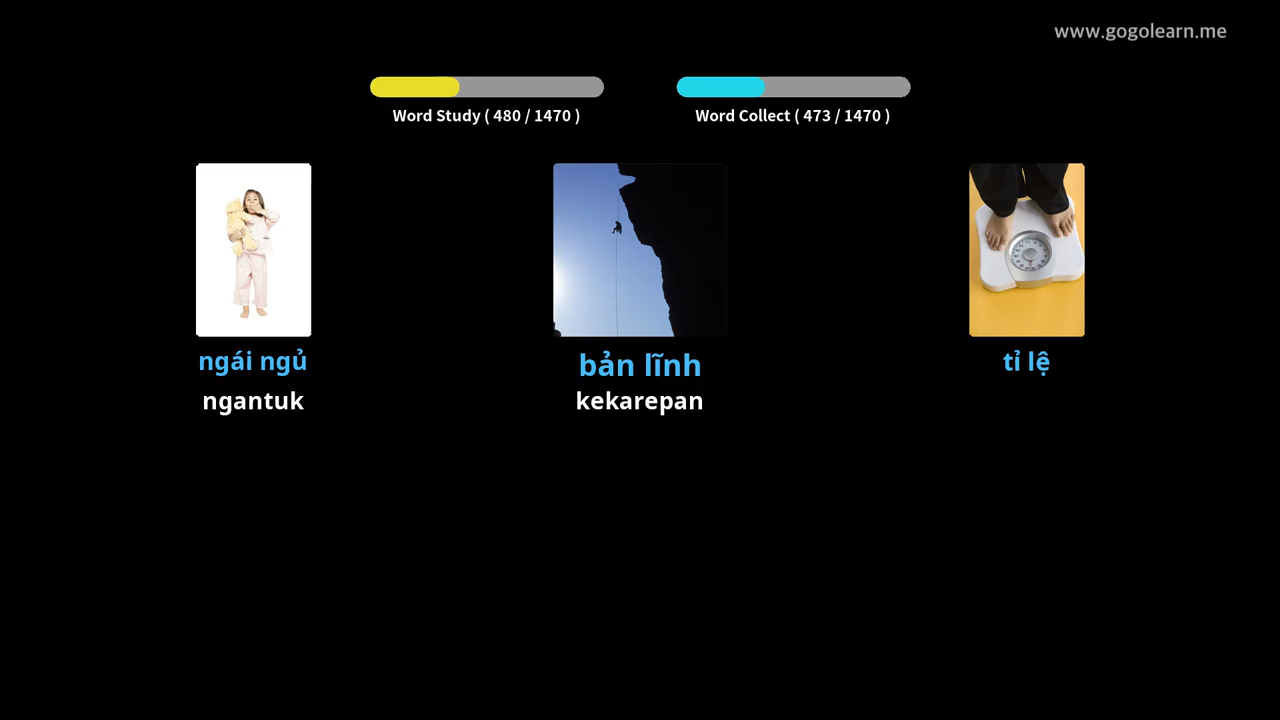 www.gogolearn.me
Word Study ( 480 / 1470 )
Word Collect ( 473 / 1470 )
ngái ngủ
ngantuk
bản lĩnh
kekarepan
tỉ lệ